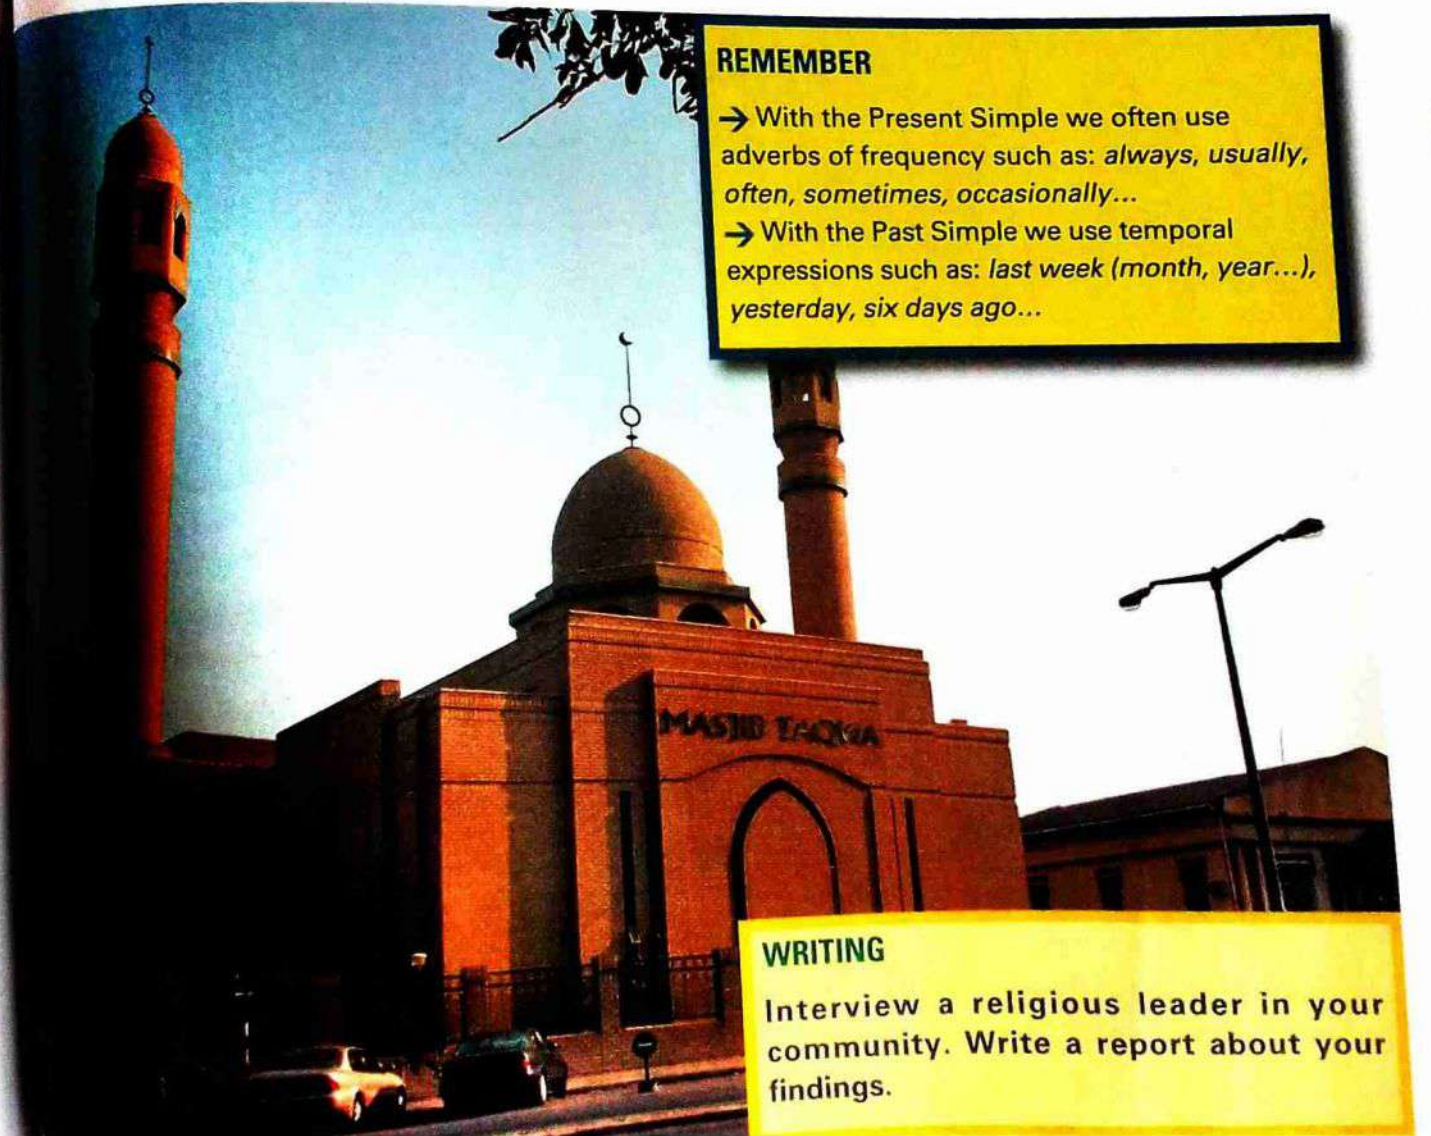 REMEMBER
→ With the Present Simple we often use
adverbs of frequency such as: always, usually,
often, sometimes, occasionally...
→ With the Past Simple we use temporal
expressions such as: last week (month, year...),
yesterday, six days ago...
MASJID TAQWA
WRITING
Interview a religious leader in your
community. Write a report about your
findings.